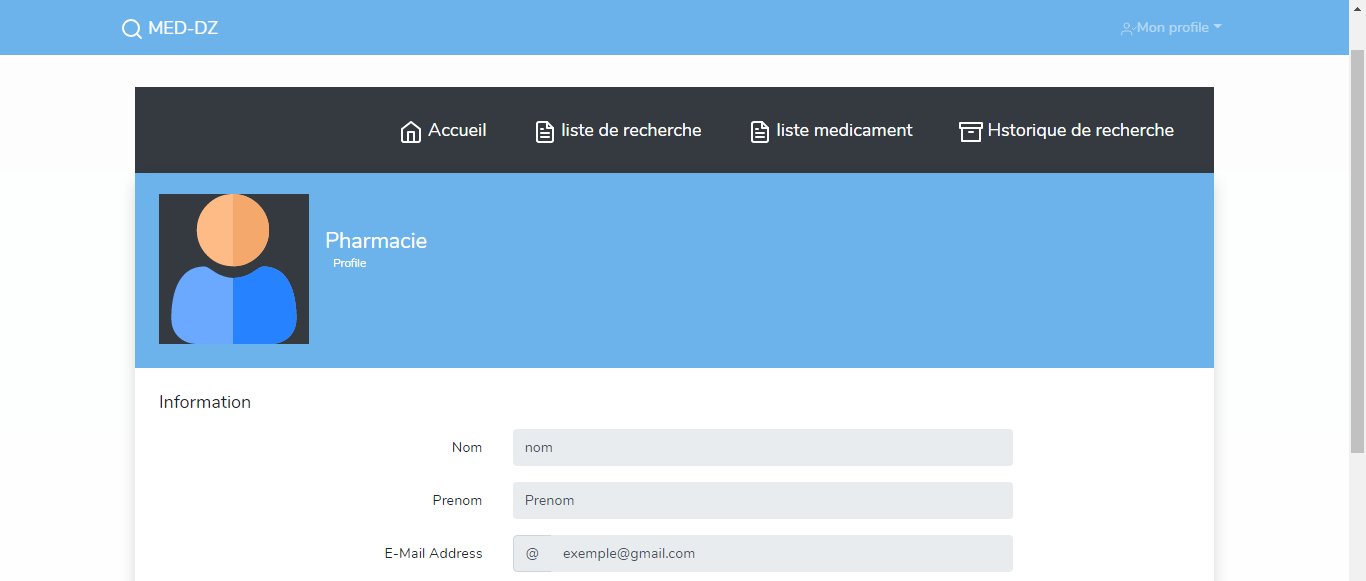 MED-DZ
Mon profile
Accueil
liste de recherche
liste medicament
Hstorique de recherche
Pharmacie
Profile
Information
Nom
nom
Prenom
Prenom
E-Mail Address
@
exemple@gmail.com